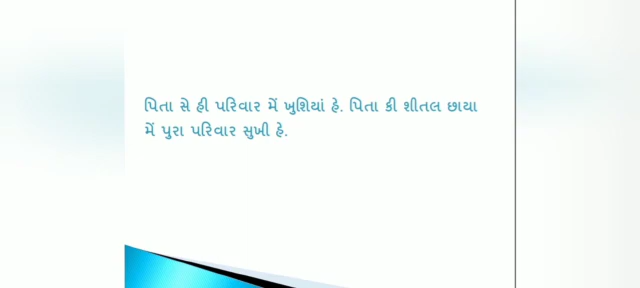 પિતા સે હી પરિવાર મેં ખુશિયાં હે. પિતા કી શીતલ છાયા
મેં પુરા પરિવાર સુખી હે.